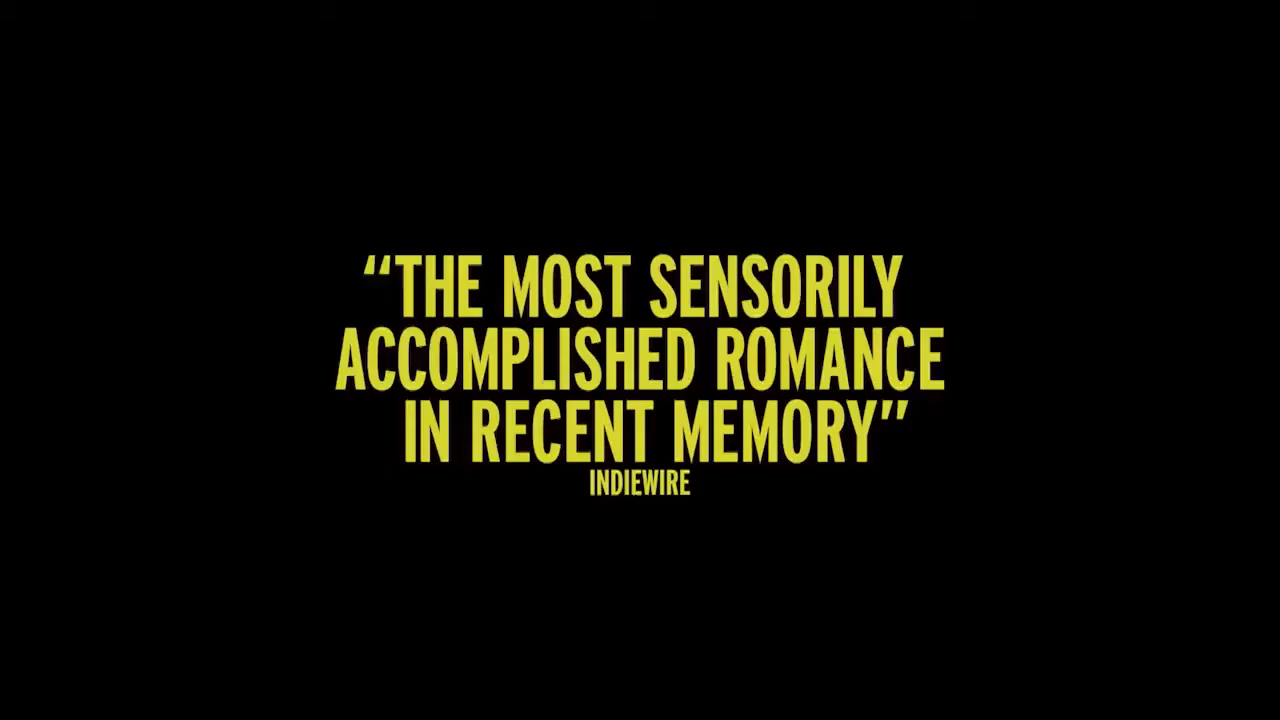 “THE MOST SENSORILY
ACCOMPLISHED ROMANCE
IN RECENT MEMORY”
INDIEWIRE